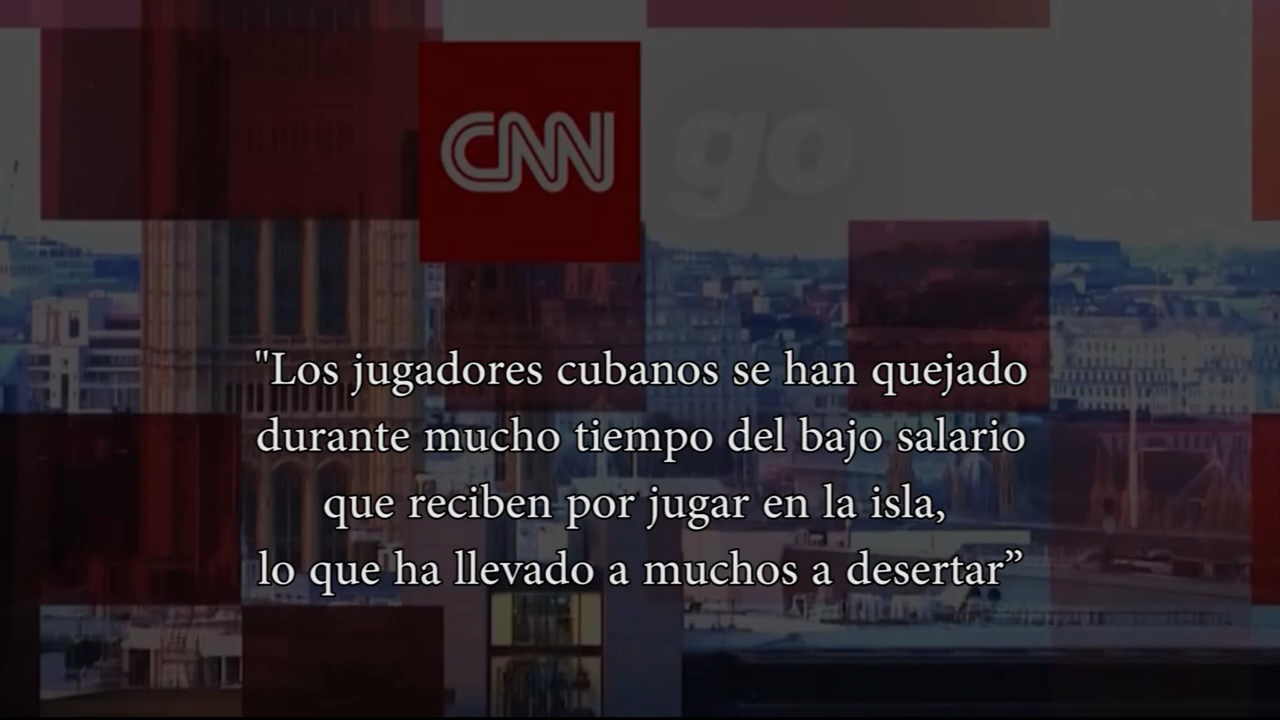 CNN go
"Los jugadores cubanos se han quejado
durante mucho tiempo del bajo salario
que reciben por jugar en la isla,
lo que ha llevado a muchos a desertar”